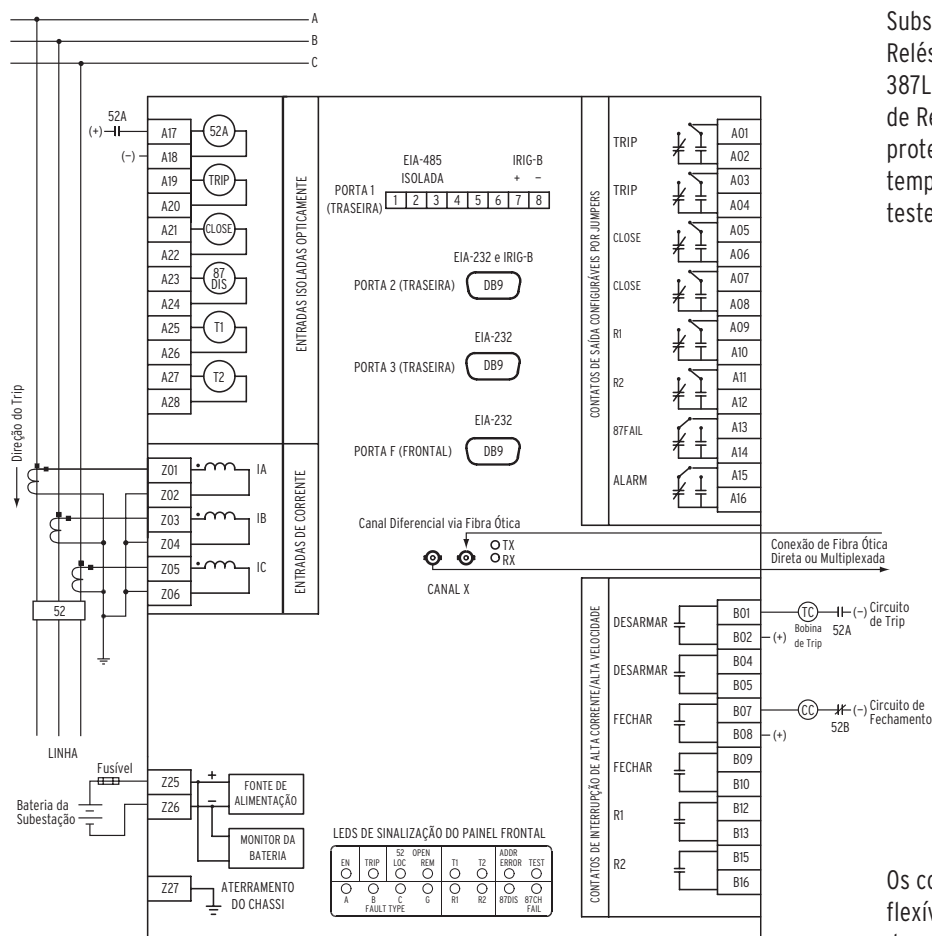 A
B
C
Subs
Relés
387L
de Re
prote
temp
teste
52A
(+)
(–)
A17
A18
A19
A20
A21
A22
A23
A24
A25
A26
A27
A28
52A
TRIP
CLOSE
87
DIS
T1
T2
ENTRADAS ISOLADAS OPTICAMENTE
EIA-485
ISOLADA
IRIG-B
+ –
PORTA 1
(TRASEIRA)
1 2 3 4 5 6 7 8
EIA-232 e IRIG-B
PORTA 2 (TRASEIRA)
DB9
EIA-232
PORTA 3 (TRASEIRA)
DB9
EIA-232
PORTA F (FRONTAL)
DB9
CONTATOS DE SAÍDA CONFIGURÁVEIS POR JUMPERS
TRIP
TRIP
CLOSE
CLOSE
R1
R2
87FAIL
ALARM
A01
A02
A03
A04
A05
A06
A07
A08
A09
A10
A11
A12
A13
A14
A15
A16
Direção do Trip
Z01
Z02
Z03
Z04
Z05
Z06
IA
IB
IC
ENTRADAS DE CORRENTE
52
LINHA
Canal Diferencial via Fibra Ótica
TX
RX
CANAL X
Conexão de Fibra Ótica
Direta ou Multiplexada
CONTATOS DE INTERRUPÇÃO DE ALTA CORRENTE/ALTA VELOCIDADE
DESARMAR
DESARMAR
FECHAR
FECHAR
R1
R2
B01
B02
B04
B05
B07
B08
B09
B10
B12
B13
B15
B16
TC
Bobina
de Trip
52A
(–)
Circuito
de Trip
(+)
CC
52B
(–)
Circuito de
Fechamento
(+)
Fusível
Bateria da
Subestação
Z25
Z26
+
–
FONTE DE
ALIMENTAÇÃO
MONITOR DA
BATERIA
Z27
ATERRAMENTO
DO CHASSI
LEDS DE SINALIZAÇÃO DO PAINEL FRONTAL
52 OPEN ADDR
EN TRIP LOC REM T1 T2 ERROR TEST
A B C G R1 R2 87DIS 87CH
FAULT TYPE FAIL
Os co
flexív